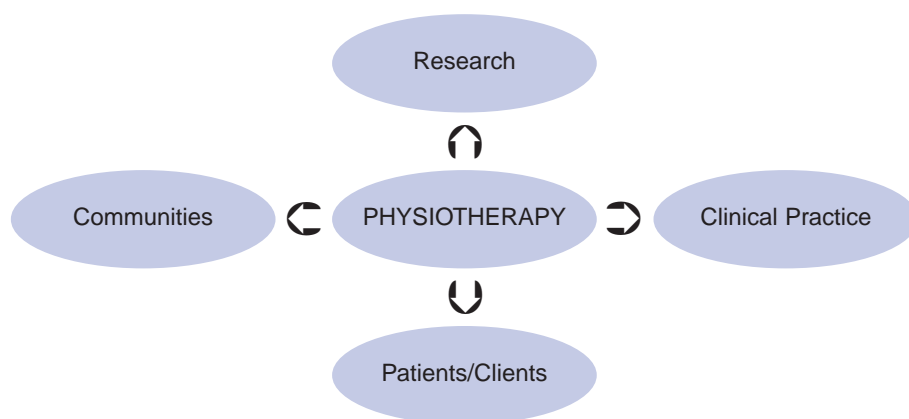 Research
Communities
PHYSIOTHERAPY
Clinical Practice
Patients/Clients